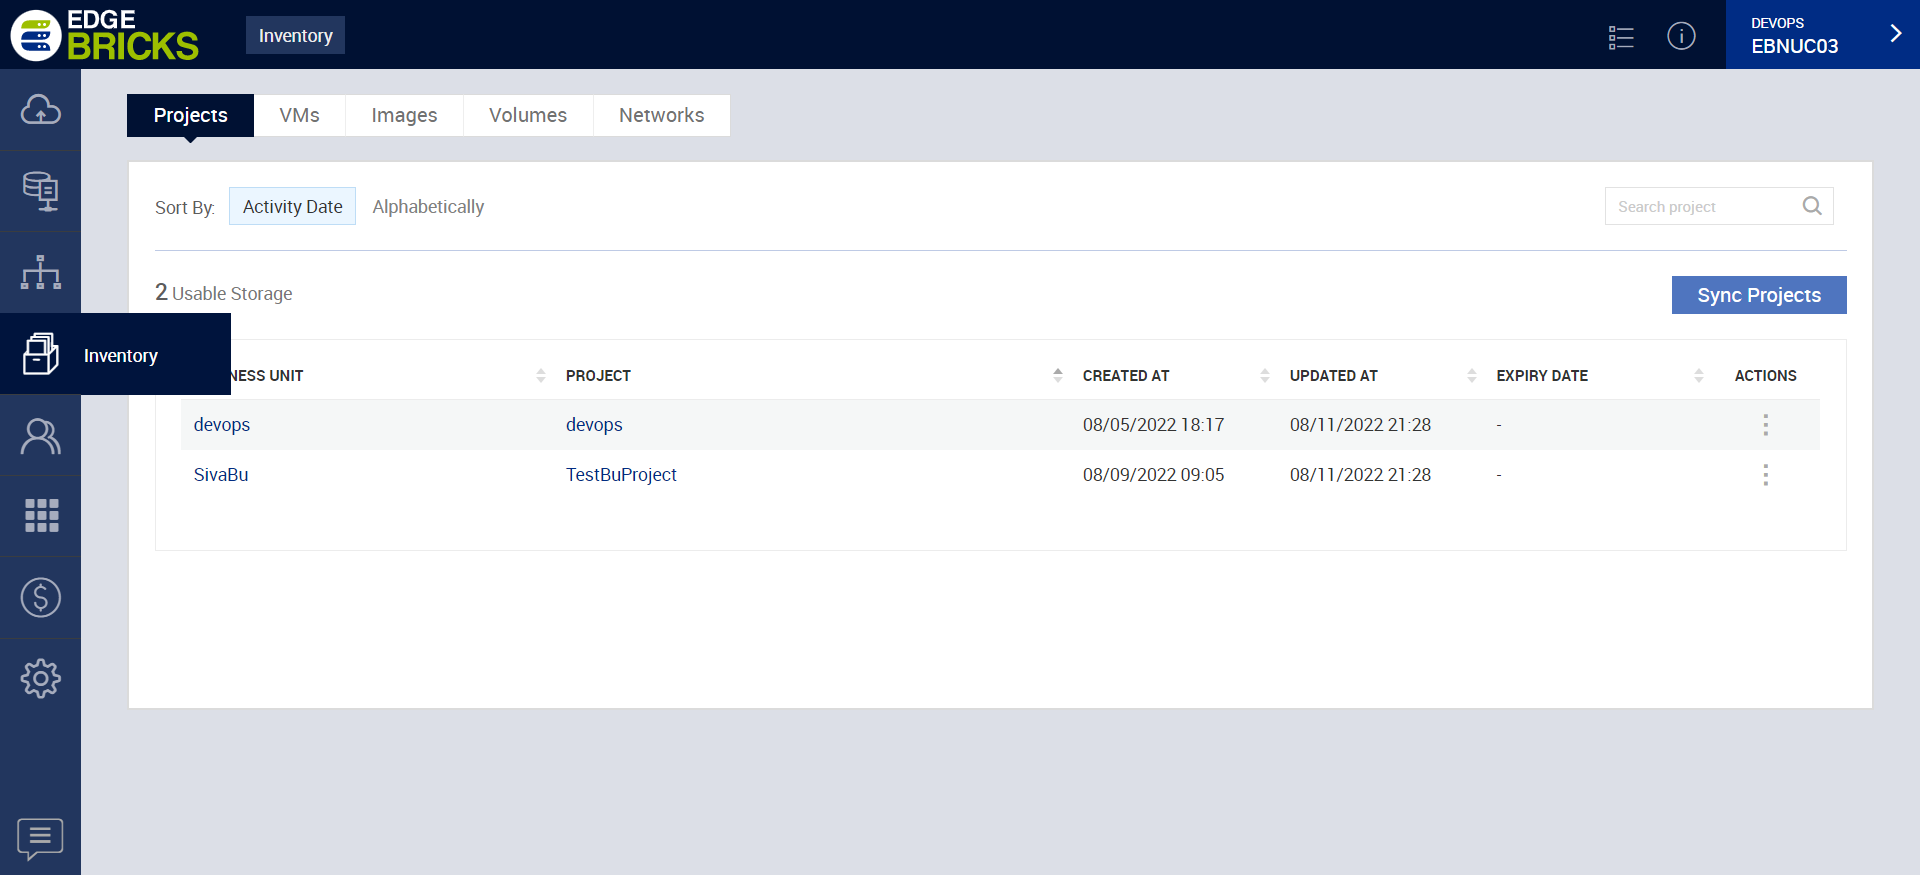 EDGE
BRICKS
Inventory
DEVOPS
EBNUC03
Projects VMs Images Volumes Networks
Sort By: Activity Date Alphabetically Search project
2 Usable Storage Sync Projects
Inventory
NESS UNIT PROJECT CREATED AT UPDATED AT EXPIRY DATE ACTIONS
devops devops 08/05/2022 18:17 08/11/2022 21:28 -
SivaBu TestBuProject 08/09/2022 09:05 08/11/2022 21:28 -